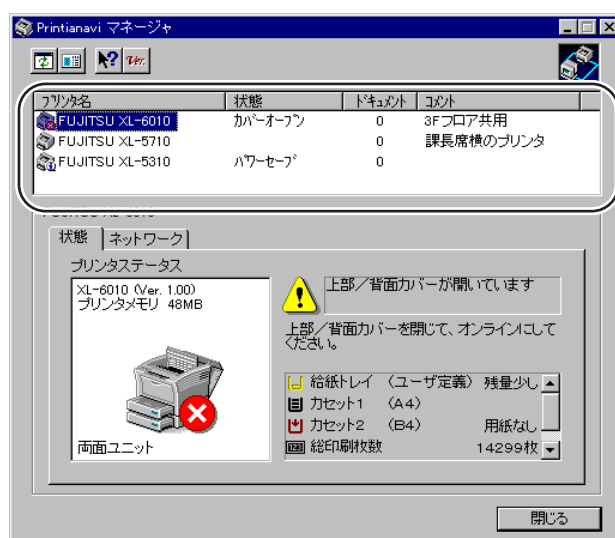 Printianavi マネージャ
Ver.
プリンタ名 状態 ドキュメント コメント
FUJITSU XL-6010 カバーオープン 0 3Fフロア共用
FUJITSU XL-5710 0 課長席横のプリンタ
FUJITSU XL-5310 パワーセーブ 0
状態 ネットワーク
プリンタステータス
XL-6010 (Ver. 1.00)
プリンタメモリ 48MB
両面ユニット
上部／背面カバーが開いています
上部／背面カバーを閉じて、オンラインにして
ください。
給紙トレイ （ユーザ定義） 残量少し
カセット1 （A4）
カセット2 （B4） 用紙なし
総印刷枚数 14299枚
閉じる